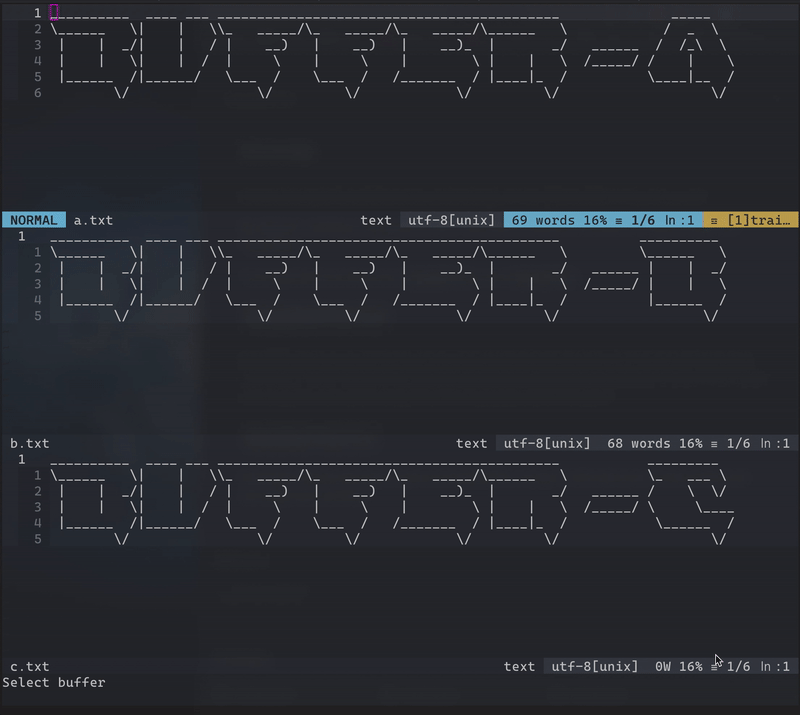 1
2
3 BUFFER-A
4
5
6
NORMAL a.txt text utf-8[unix] 69 words 16% ≡ 1/6 ln :1 ≡ [1]trai…
1
1
2 BUFFER-B
3
4
5
b.txt text utf-8[unix] 68 words 16% ≡ 1/6 ln :1
1
1
2 BUFFER-C
3
4
5
c.txt text utf-8[unix] 0W 16% ≡ 1/6 ln :1
Select buffer